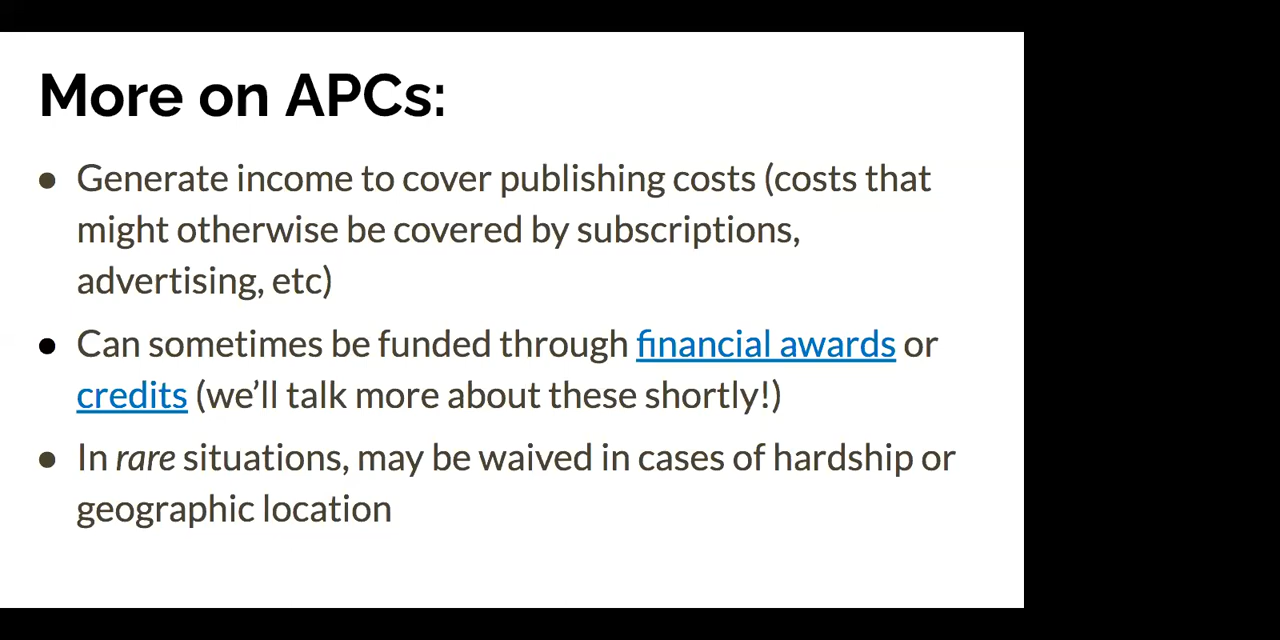 More on APCs:
● Generate income to cover publishing costs (costs that
might otherwise be covered by subscriptions,
advertising, etc)
● Can sometimes be funded through financial awards or
credits (we’ll talk more about these shortly!)
● In rare situations, may be waived in cases of hardship or
geographic location